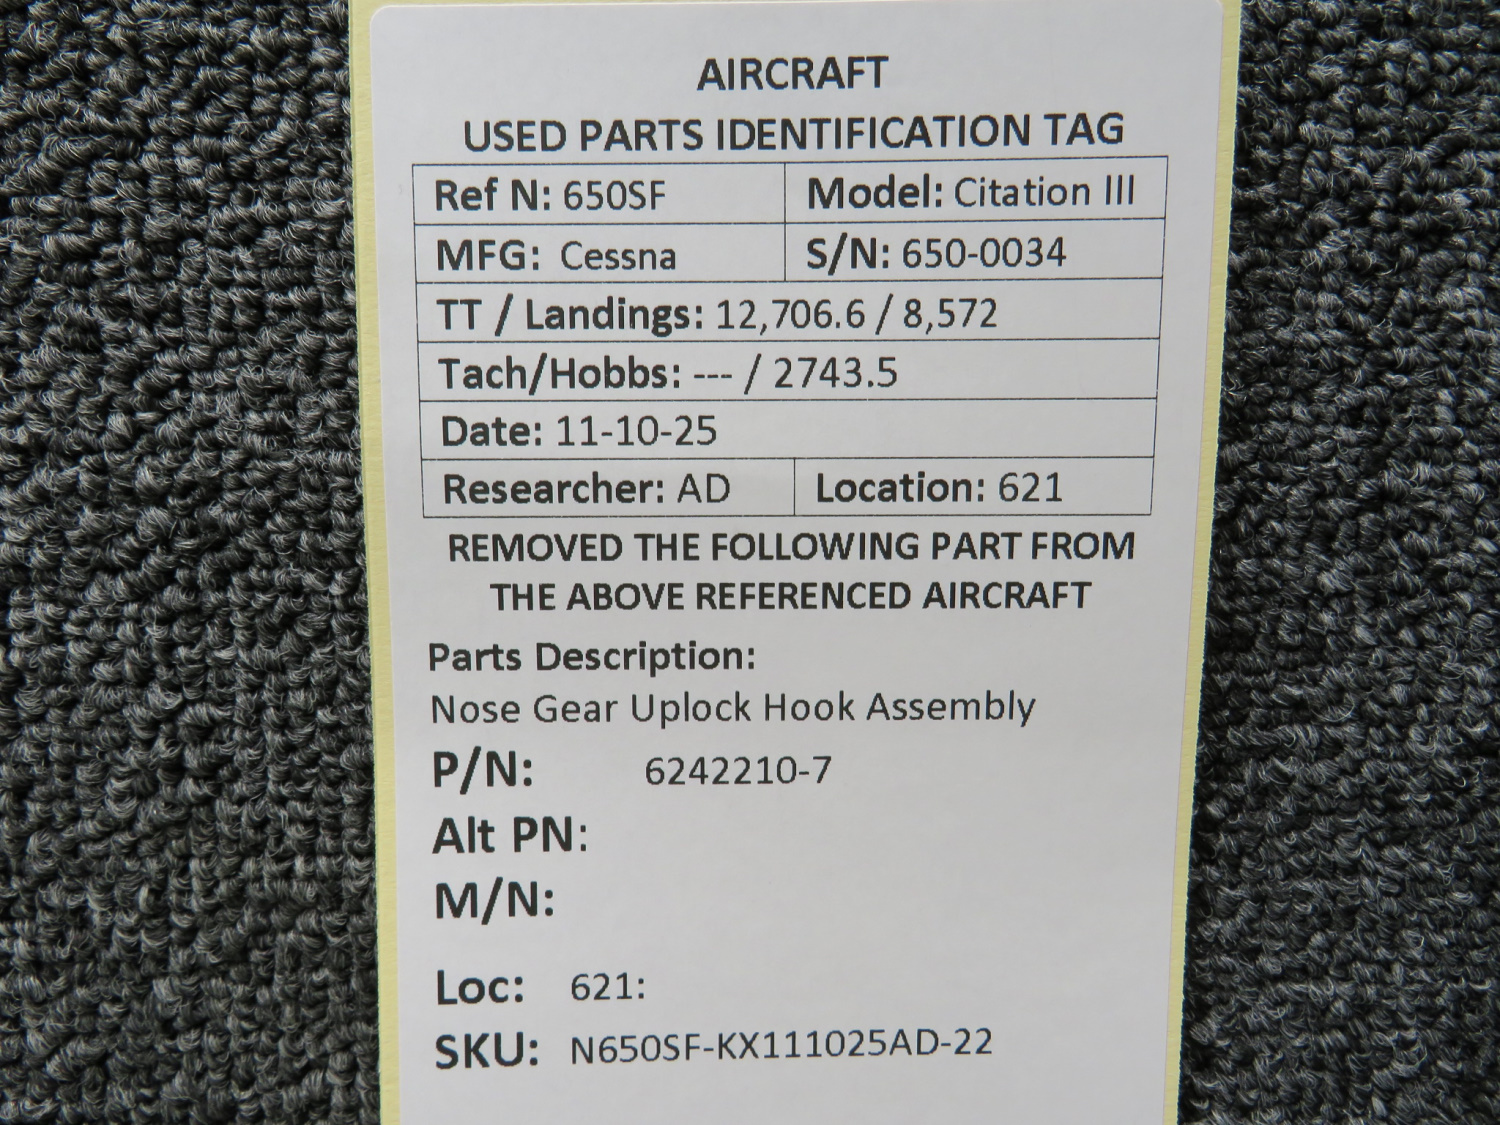 AIRCRAFT
USED PARTS IDENTIFICATION TAG
Ref N: 650SF Model: Citation III
MFG: Cessna S/N: 650-0034
TT / Landings: 12,706.6 / 8,572
Tach/Hobbs: --- / 2743.5
Date: 11-10-25
Researcher: AD Location: 621
REMOVED THE FOLLOWING PART FROM
THE ABOVE REFERENCED AIRCRAFT
Parts Description:
Nose Gear Uplock Hook Assembly
P/N: 6242210-7
Alt PN:
M/N:
Loc: 621:
SKU: N650SF-KX111025AD-22